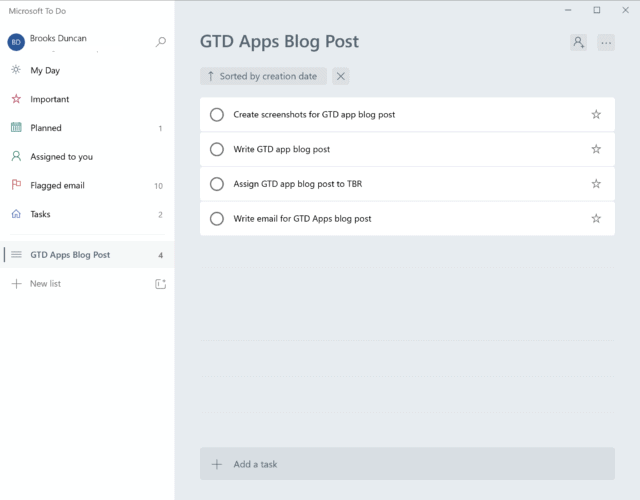 Microsoft To Do
BD
Brooks Duncan
My Day
Important
Planned 1
Assigned to you
Flagged email 10
Tasks 2
GTD Apps Blog Post 4
New list
GTD Apps Blog Post
Sorted by creation date
Create screenshots for GTD app blog post
Write GTD app blog post
Assign GTD app blog post to TBR
Write email for GTD Apps blog post
Add a task